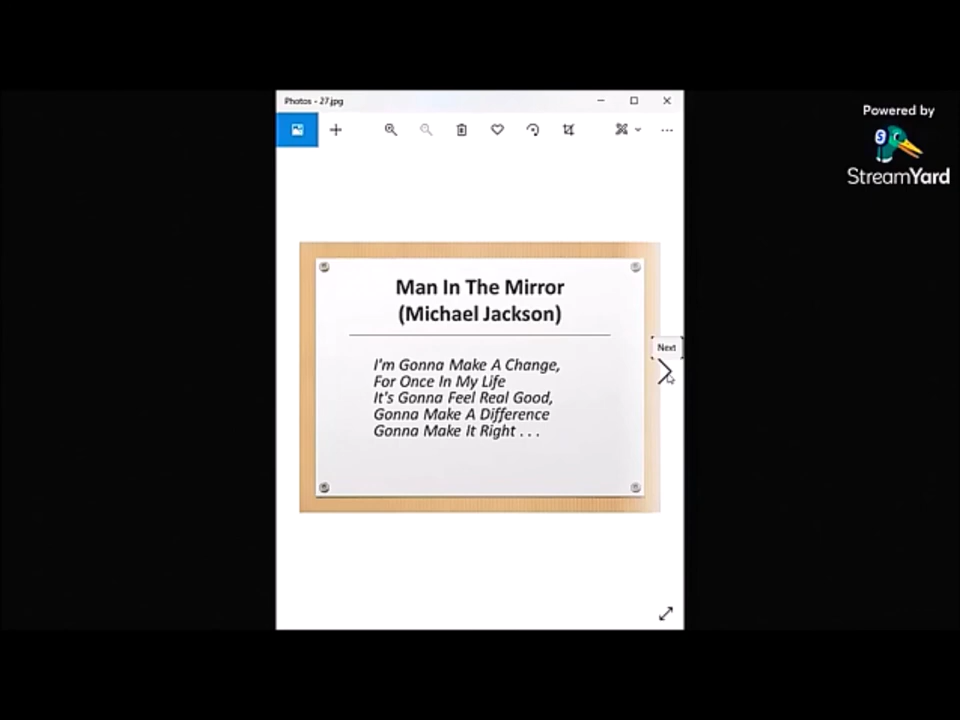 Photos - 27.jpg
Powered by
S
StreamYard
Man In The Mirror
(Michael Jackson)
Next
I'm Gonna Make A Change,
For Once In My Life
It's Gonna Feel Real Good,
Gonna Make A Difference
Gonna Make It Right . . .